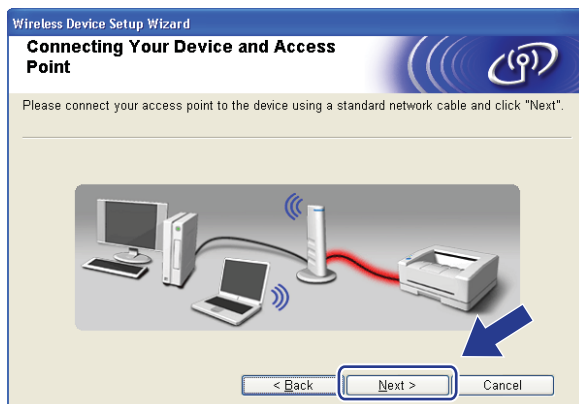 Wireless Device Setup Wizard
Connecting Your Device and Access
Point
Please connect your access point to the device using a standard network cable and click "Next".
< Back
Next >
Cancel